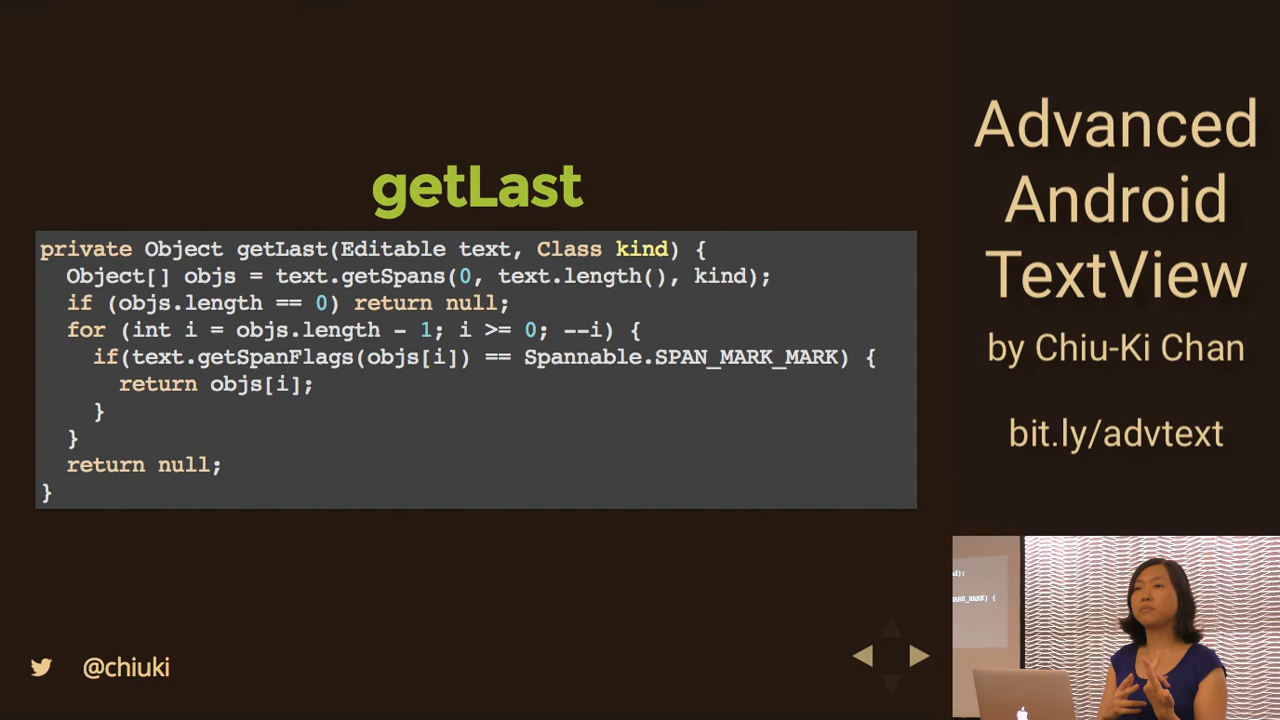 getLast
private Object getLast(Editable text, Class kind) {
Object[] objs = text.getSpans(0, text.length(), kind);
if (objs.length == 0) return null;
for (int i = objs.length - 1; i >= 0; --i) {
if(text.getSpanFlags(objs[i]) == Spannable.SPAN_MARK_MARK) {
return objs[i];
}
}
return null;
}
@chiuki
Advanced
Android
TextView
by Chiu-Ki Chan
bit.ly/advtext
nd);
ARK_MARK) {